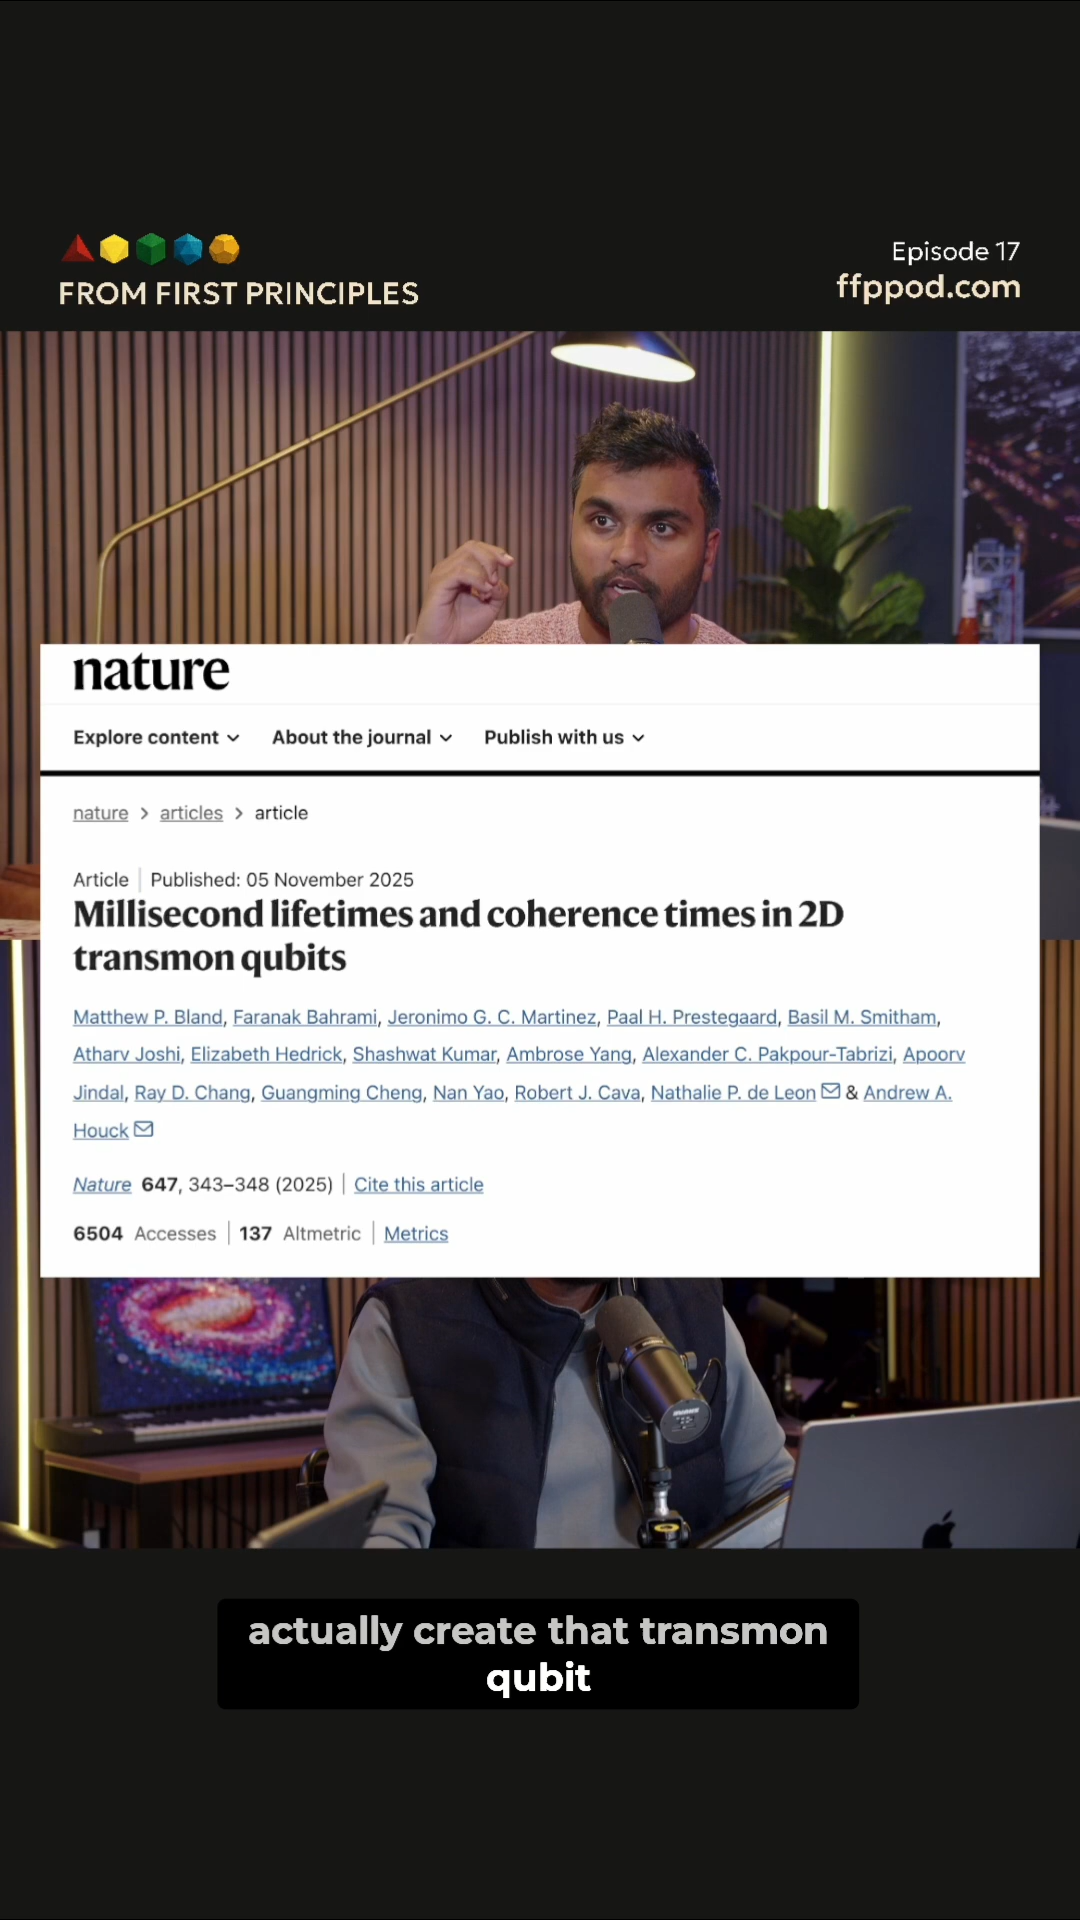 FROM FIRST PRINCIPLES
Episode 17
ffppod.com
nature
Explore content About the journal Publish with us
nature > articles > article
Article | Published: 05 November 2025
Millisecond lifetimes and coherence times in 2D
transmon qubits
Matthew P. Bland, Faranak Bahrami, Jeronimo G. C. Martinez, Paal H. Prestegaard, Basil M. Smitham,
Atharv Joshi, Elizabeth Hedrick, Shashwat Kumar, Ambrose Yang, Alexander C. Pakpour-Tabrizi, Apoorv
Jindal, Ray D. Chang, Guangming Cheng, Nan Yao, Robert J. Cava, Nathalie P. de Leon & Andrew A.
Houck
Nature 647, 343–348 (2025) | Cite this article
6504 Accesses | 137 Altmetric | Metrics
actually create that transmon
qubit